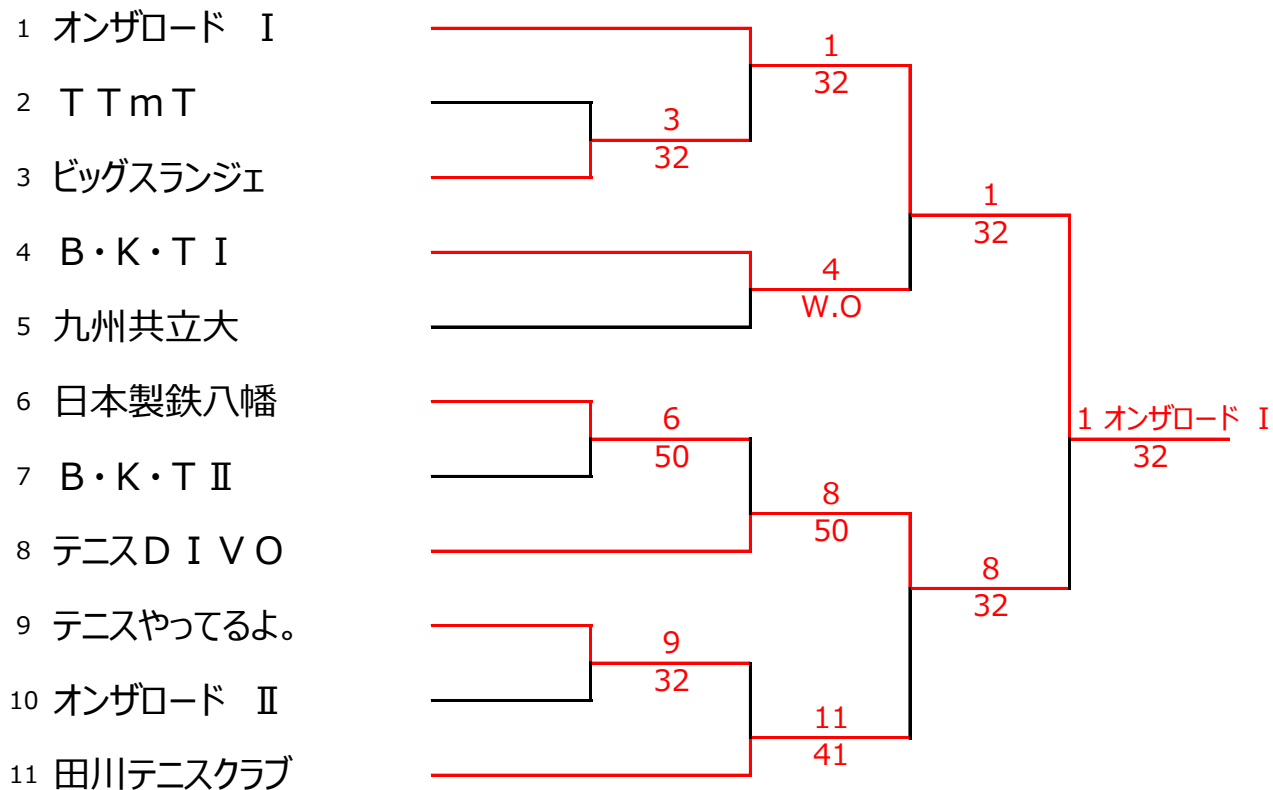 1 オンザロード Ⅰ
2 ＴＴｍＴ
3 ビッグスランジΙ
4 Ｂ・Ｋ・Ｔ Ⅰ
5 九州共立大
6 日本製鉄八幡
7 Ｂ・Ｋ・Ｔ Ⅱ
8 テニスＤＩＶＯ
9 テニスやってるよ。
10 オンザロード Ⅱ
11 田川テニスクラブ
3
32
6
50
9
32
1
32
4
W.O
8
50
11
41
1
32
8
32
1 オンザロード Ⅰ
32